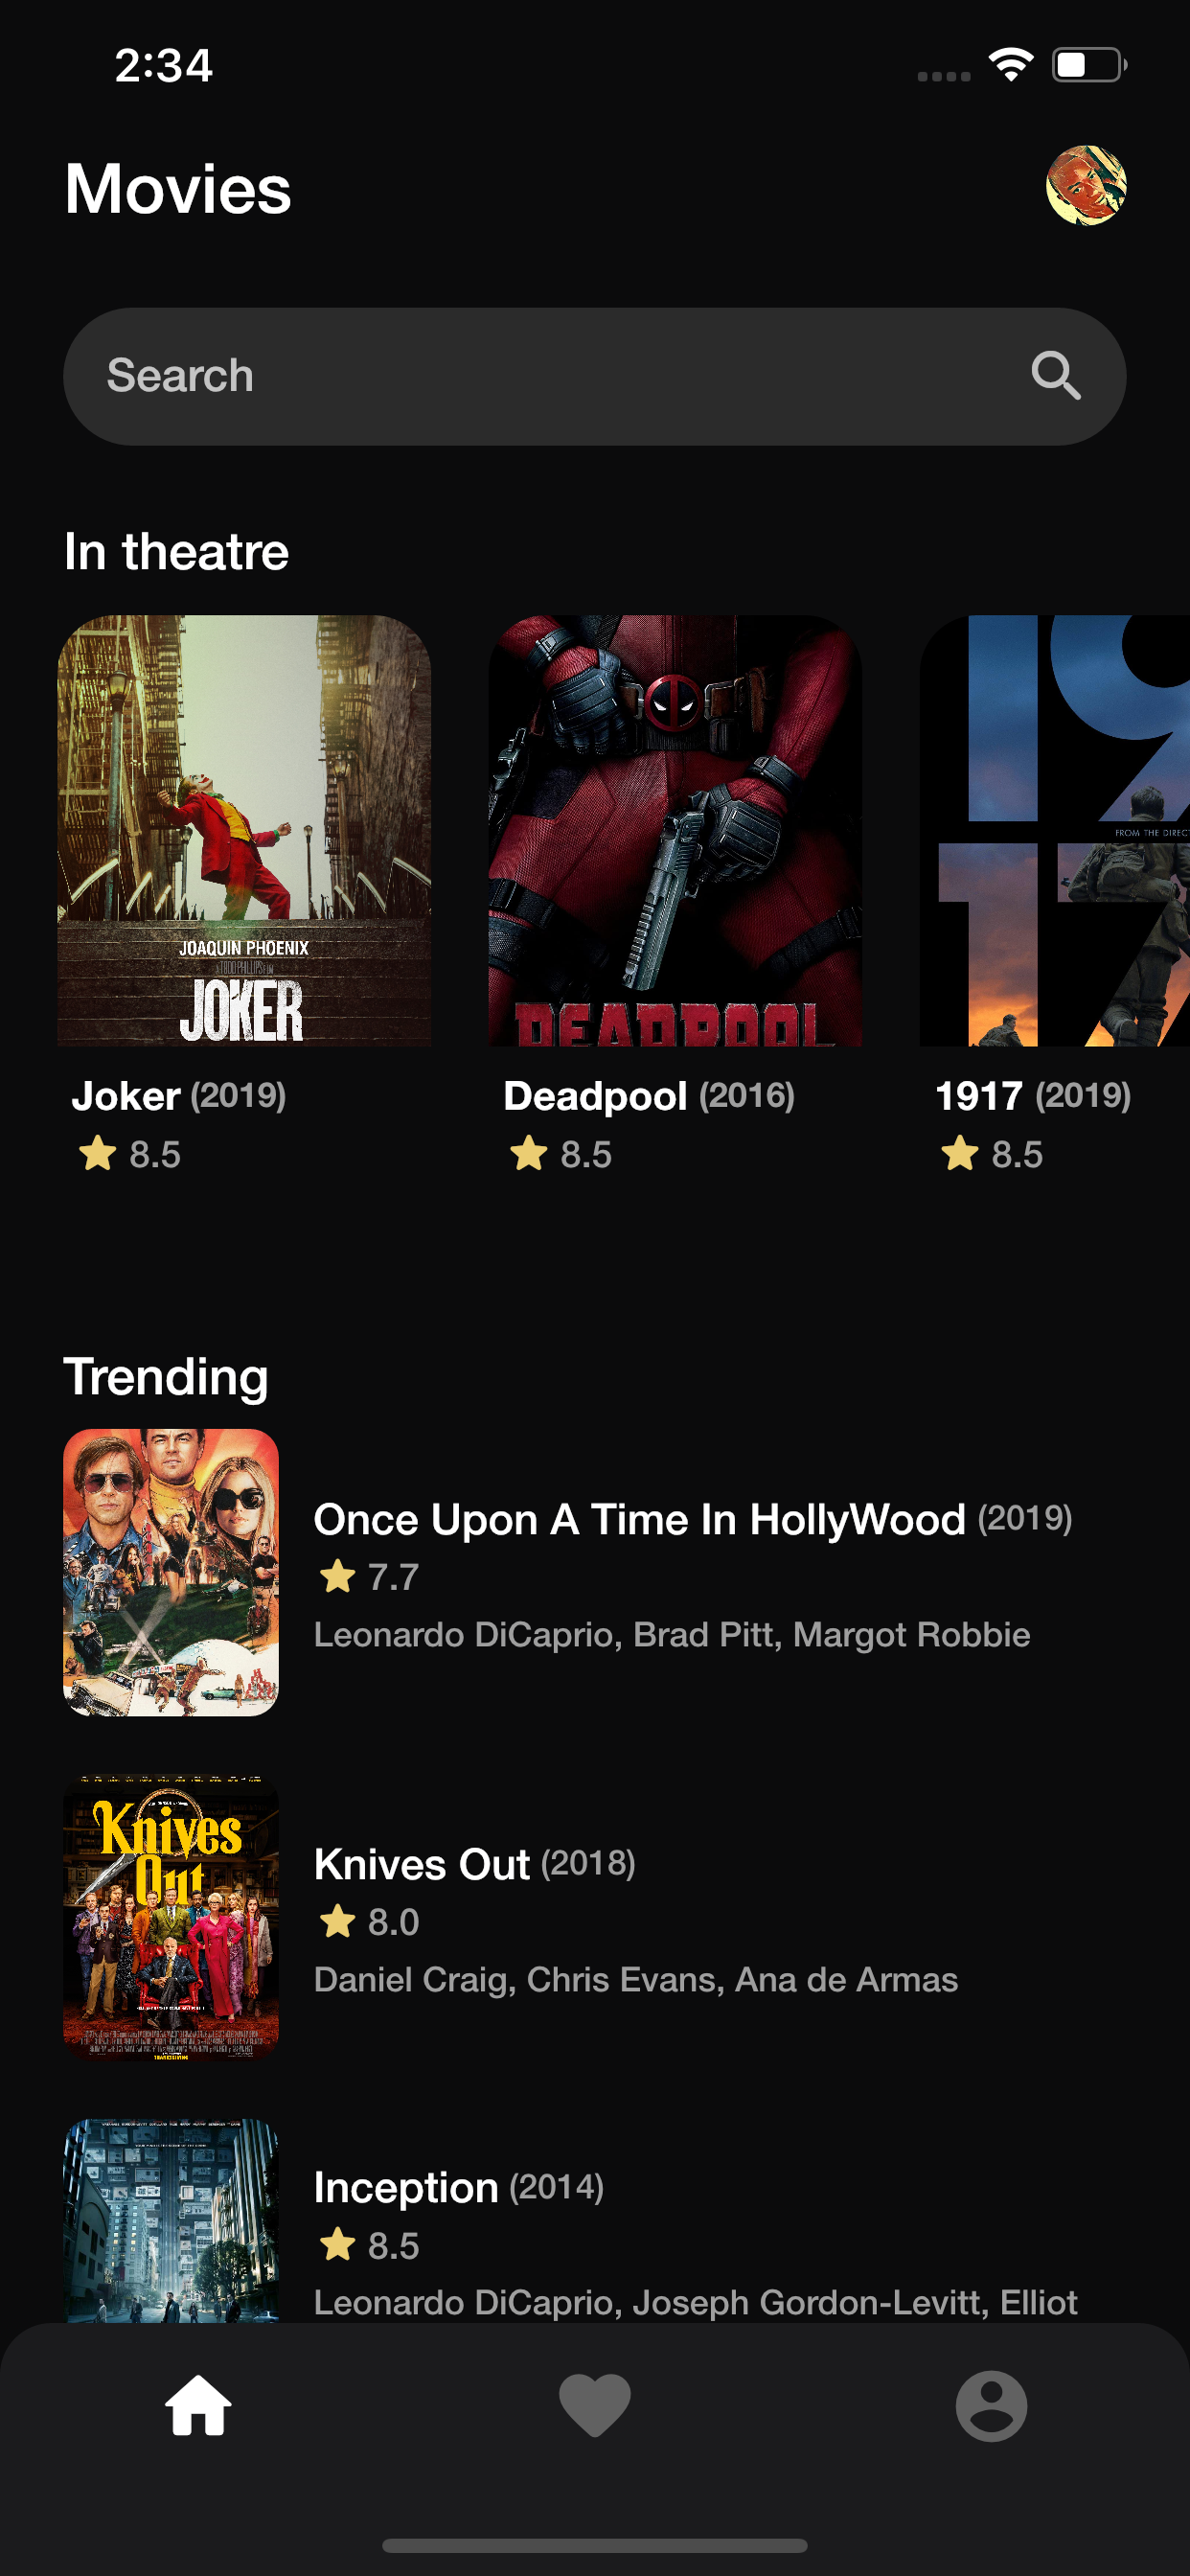 2:34
Movies
Search
In theatre
JOAQUIN PHOENIX
JOKER
DEADPOOL
19
FROM THE DIRECT
17
Joker (2019)
8.5
Deadpool (2016)
8.5
1917 (2019)
8.5
Trending
Once Upon A Time In HollyWood (2019)
7.7
Leonardo DiCaprio, Brad Pitt, Margot Robbie
Knives
Out
Knives Out (2018)
8.0
Daniel Craig, Chris Evans, Ana de Armas
Inception (2014)
8.5
Leonardo DiCaprio, Joseph Gordon-Levitt, Elliot